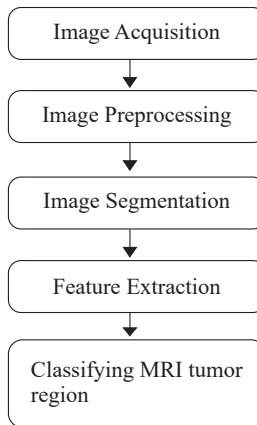 Image Acquisition
Image Preprocessing
Image Segmentation
Feature Extraction
Classifying MRI tumor
region